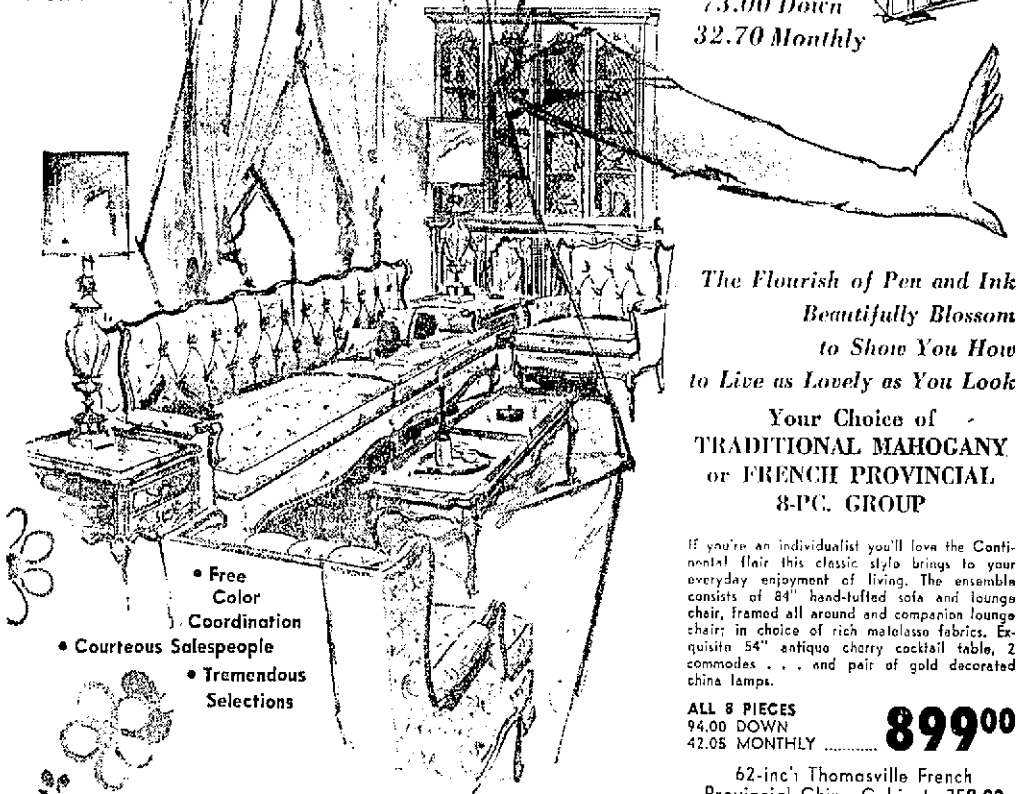 73.00 Down
32.70 Monthly
The Flourish of Pen and Ink
Beautifully Blossom
to Show You How
to Live as Lovely as You Look
Your Choice of
TRADITIONAL MAHOGANY
or FRENCH PROVINCIAL
8-PC. GROUP
If you're an individualist you'll love the Conti-
nental flair this classic style brings to your
everyday enjoyment of living. The ensemble
consists of 84" hand-tufted sofa and lounge
chair, framed all around and companion lounge
chair; in choice of rich matelasse fabrics. Ex-
quisite 54" antique cherry cocktail table, 2
commodes . . . and pair of gold decorated
china lamps.
ALL 8 PIECES
94.00 DOWN
42.05 MONTHLY ........... 899⁰⁰
62-inch Thomasville French
Provincial China Cabinet 759.00
• Free
Color
Coordination
• Courteous Salespeople
• Tremendous
Selections